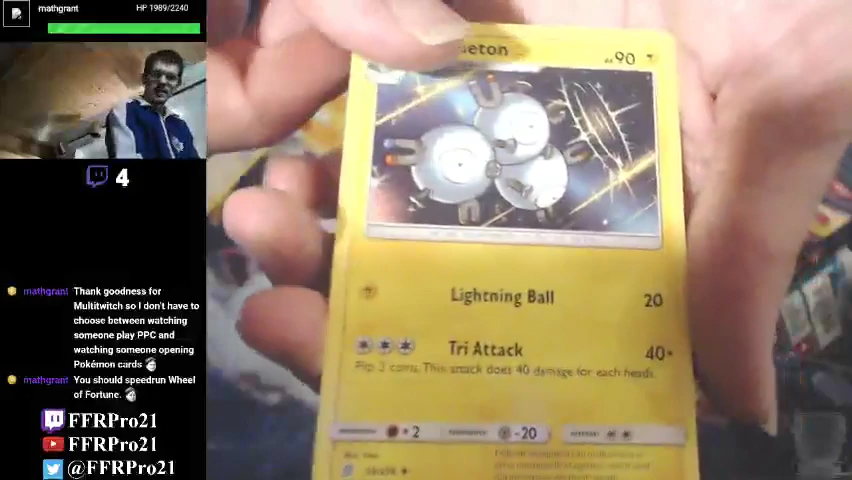 mathgrant
HP 1989/2240
4
mathgrant Thank goodness for
Multitwitch so I don't have to
choose between watching
someone play PPC and
watching someone opening
Pokémon cards
mathgrant You should speedrun Wheel
of Fortune.
FFRPro21
FFRPro21
@FFRPro21
eton
90
Lightning Ball 20
Tri Attack 40×
Flip 3 coins. This attack does 40 damage for each heads.
×2
-20